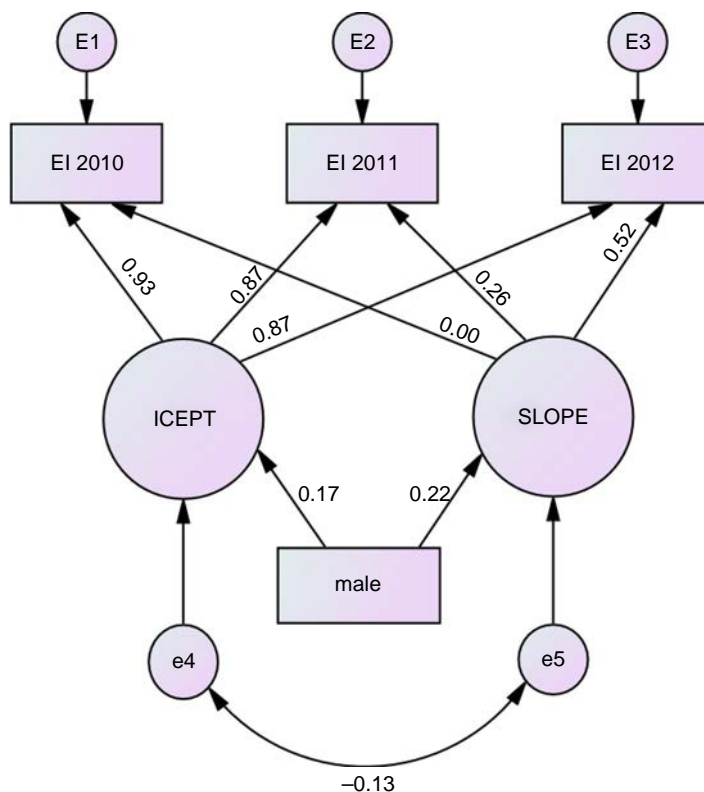 E1
E2
E3
EI 2010
EI 2011
EI 2012
0.93
0.87
0.87
0.00
0.26
0.52
ICEPT
SLOPE
0.17
0.22
male
e4
e5
–0.13